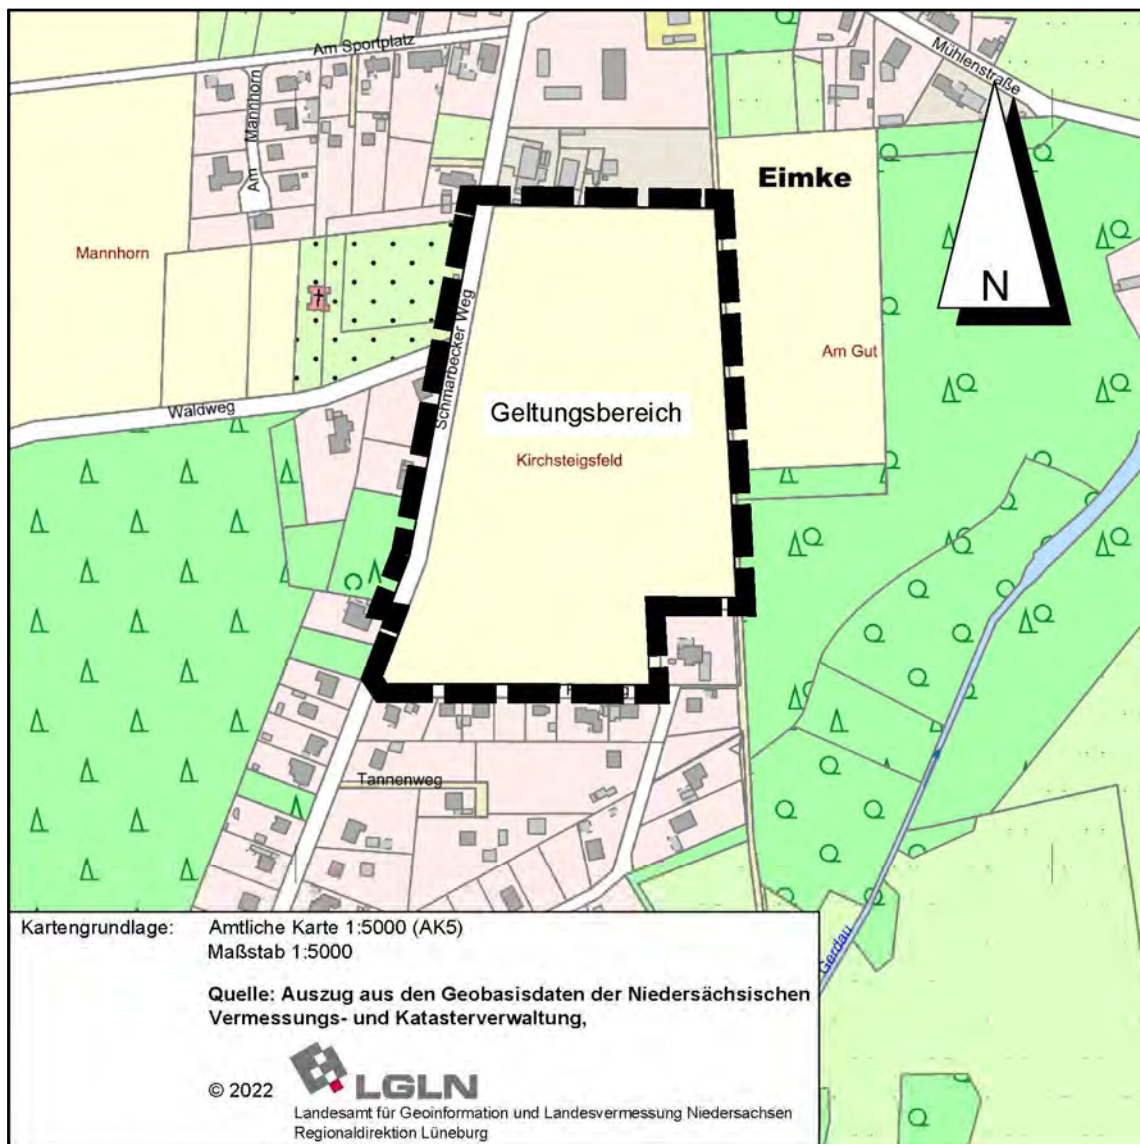 Am Sportplatz
Mühlenstraße
Am Mannhorn
Eimke
Mannhorn
N
Schmarbecker Weg
Am Gut
Waldweg
Geltungsbereich
Kirchsteigsfeld
Tannenweg
Gerdau
Kartengrundlage: Amtliche Karte 1:5000 (AK5)
Maßstab 1:5000
Quelle: Auszug aus den Geobasisdaten der Niedersächsischen
Vermessungs- und Katasterverwaltung,
© 2022 LGLN
Landesamt für Geoinformation und Landesvermessung Niedersachsen
Regionaldirektion Lüneburg